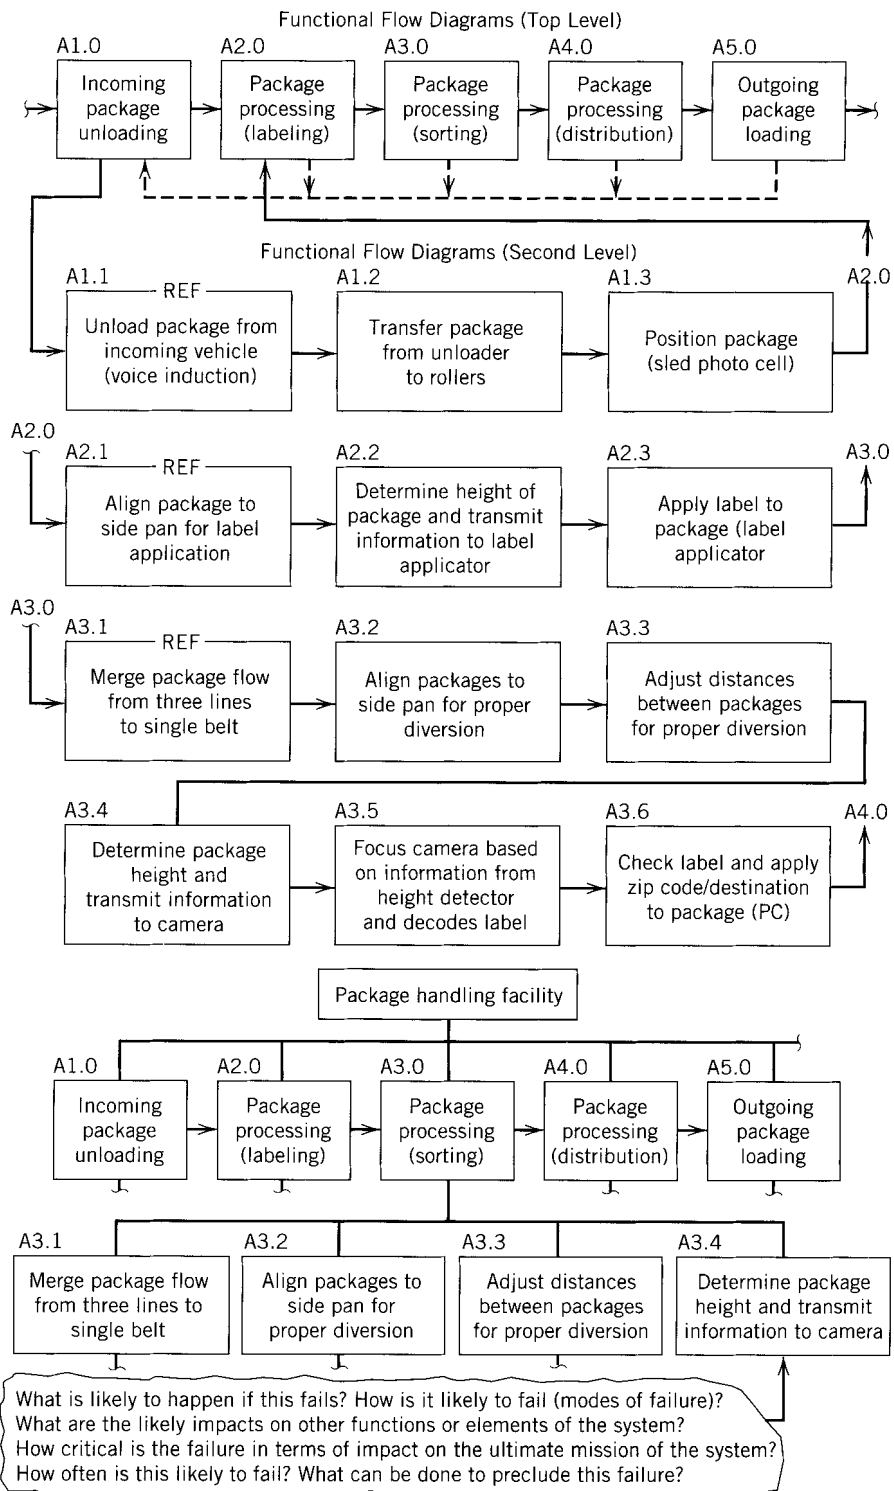 Functional Flow Diagrams (Top Level)
A1.0
A2.0
A3.0
A4.0
A5.0
Incoming
package
unloading
Package
processing
(labeling)
Package
processing
(sorting)
Package
processing
(distribution)
Outgoing
package
loading
Functional Flow Diagrams (Second Level)
A1.1
REF
Unload package from
incoming vehicle
(voice induction)
A1.2
Transfer package
from unloader
to rollers
A1.3
Position package
(sled photo cell)
A2.0
A2.0
A2.1
REF
Align package to
side pan for label
application
A2.2
Determine height of
package and transmit
information to label
applicator
A2.3
Apply label to
package (label
applicator
A3.0
A3.0
A3.1
REF
Merge package flow
from three lines
to single belt
A3.2
Align packages to
side pan for proper
diversion
A3.3
Adjust distances
between packages
for proper diversion
A3.4
Determine package
height and
transmit information
to camera
A3.5
Focus camera based
on information from
height detector
and decodes label
A3.6
Check label and apply
zip code/destination
to package (PC)
A4.0
Package handling facility
A1.0
Incoming
package
unloading
A2.0
Package
processing
(labeling)
A3.0
Package
processing
(sorting)
A4.0
Package
processing
(distribution)
A5.0
Outgoing
package
loading
A3.1
Merge package flow
from three lines to
single belt
A3.2
Align packages to
side pan for
proper diversion
A3.3
Adjust distances
between packages
for proper diversion
A3.4
Determine package
height and transmit
information to camera
What is likely to happen if this fails? How is it likely to fail (modes of failure)?
What are the likely impacts on other functions or elements of the system?
How critical is the failure in terms of impact on the ultimate mission of the system?
How often is this likely to fail? What can be done to preclude this failure?